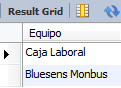 Result Grid
Equipo
Caja Laboral
Bluesens Monbus